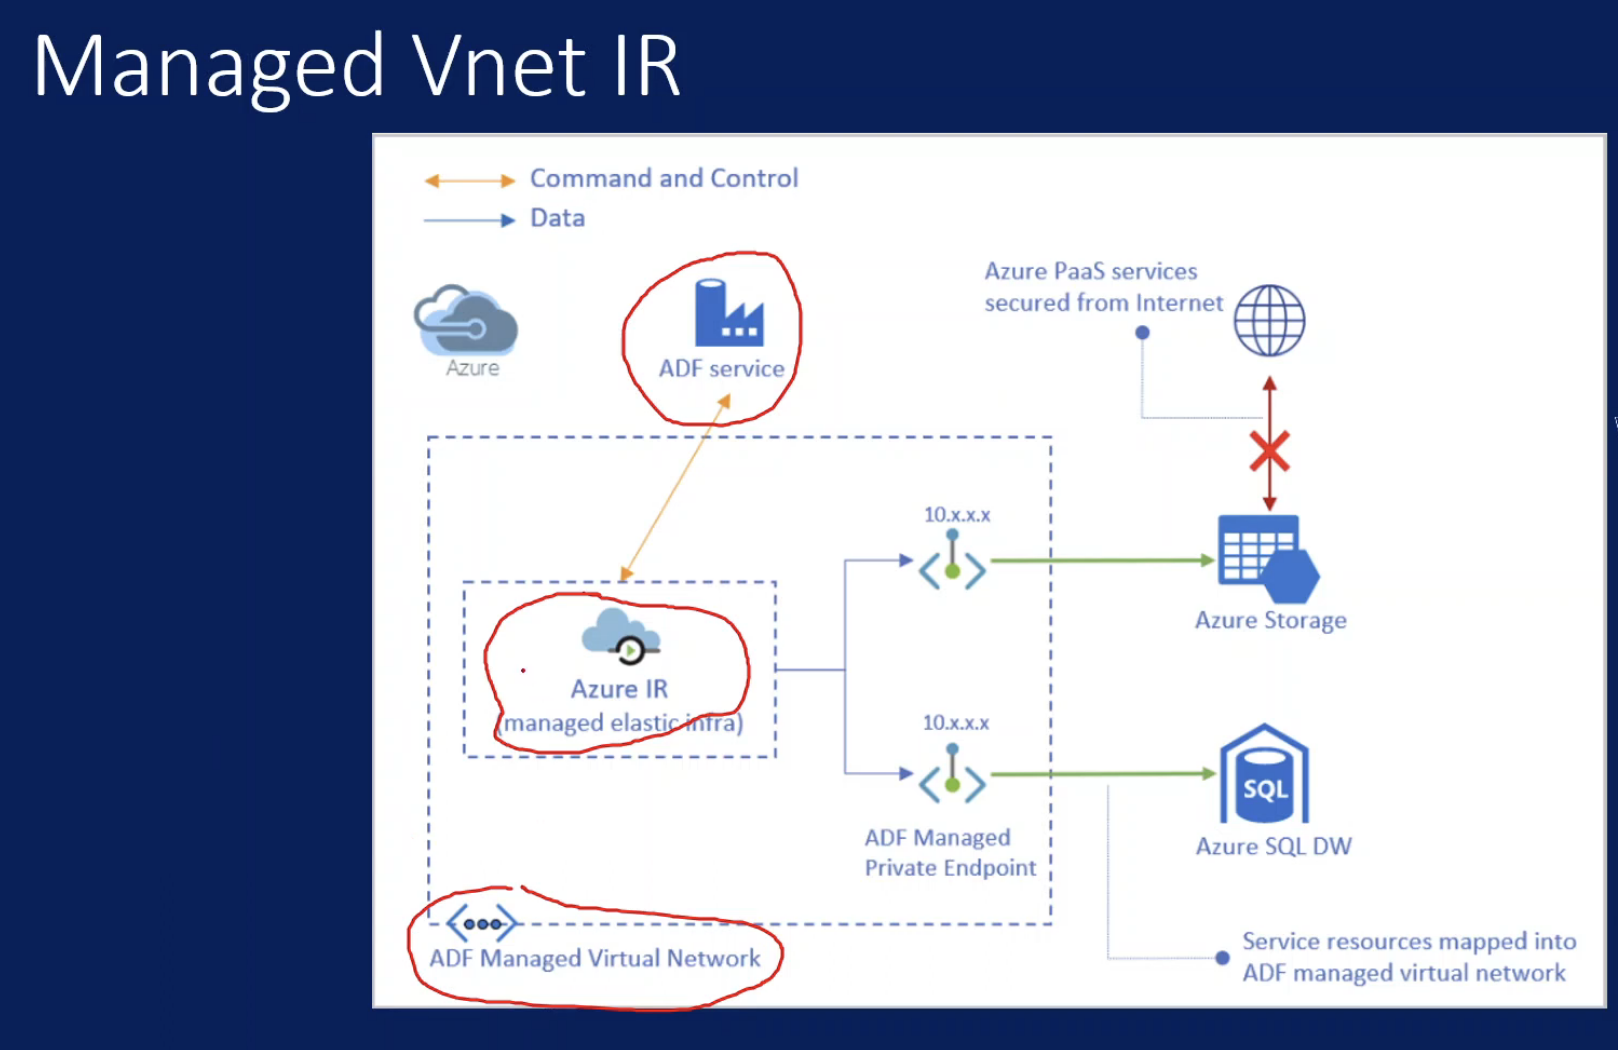 Managed Vnet IR
Command and Control
Data
Azure PaaS services
secured from Internet
Azure
ADF service
10.x.x.x
Azure Storage
Azure IR
(managed elastic infra)
10.x.x.x
SQL
ADF Managed
Private Endpoint
Azure SQL DW
ADF Managed Virtual Network
Service resources mapped into
ADF managed virtual network